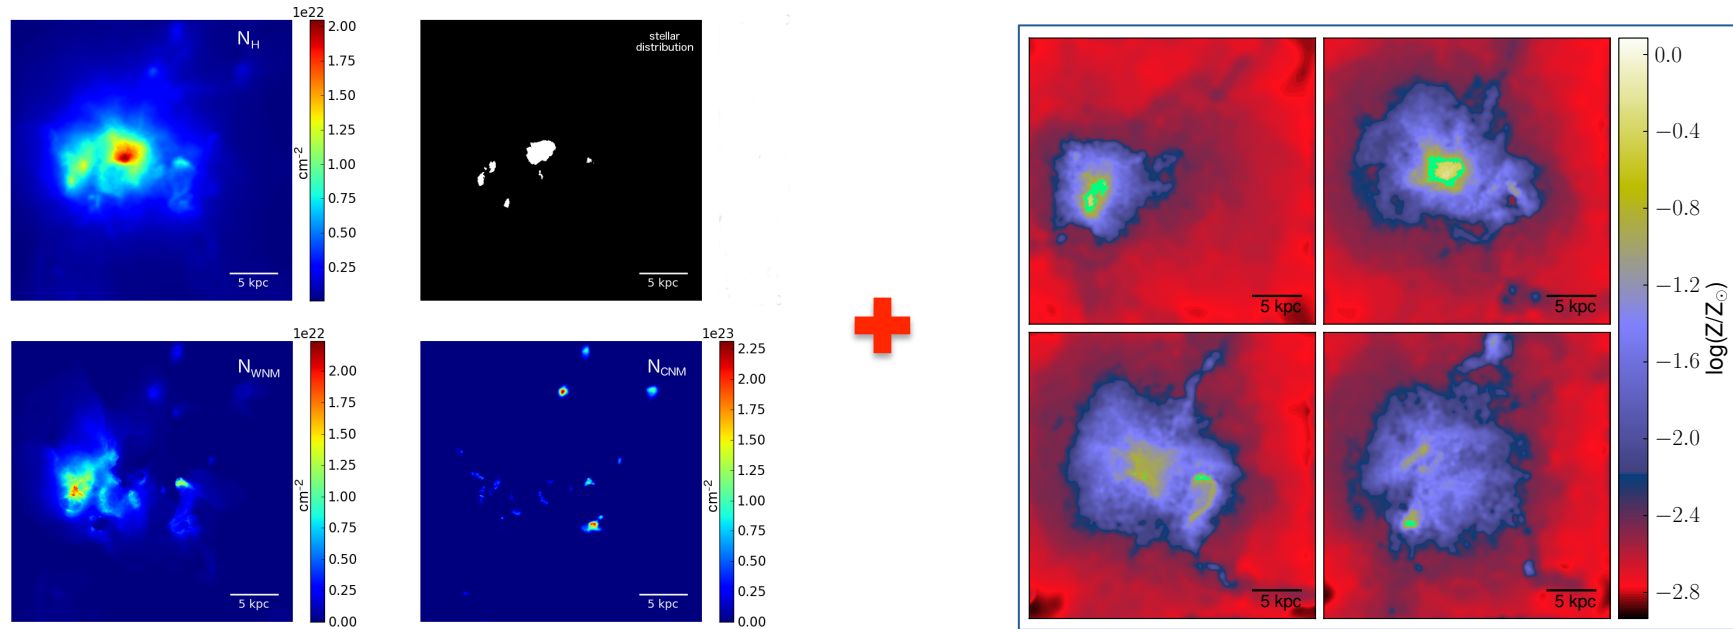 1e22
N_H
2.00
1.75
1.50
1.25
1.00
0.75
0.50
0.25
cm⁻²
5 kpc
stellar
distribution
5 kpc
1e22
N_WNM
2.00
1.75
1.50
1.25
1.00
0.75
0.50
0.25
0.00
cm⁻²
5 kpc
1e23
N_CNM
2.25
2.00
1.75
1.50
1.25
1.00
0.75
0.50
0.25
0.00
cm⁻²
5 kpc
5 kpc
5 kpc
5 kpc
5 kpc
0.0
−0.4
−0.8
−1.2
−1.6
−2.0
−2.4
−2.8
log(Z/Z☉)